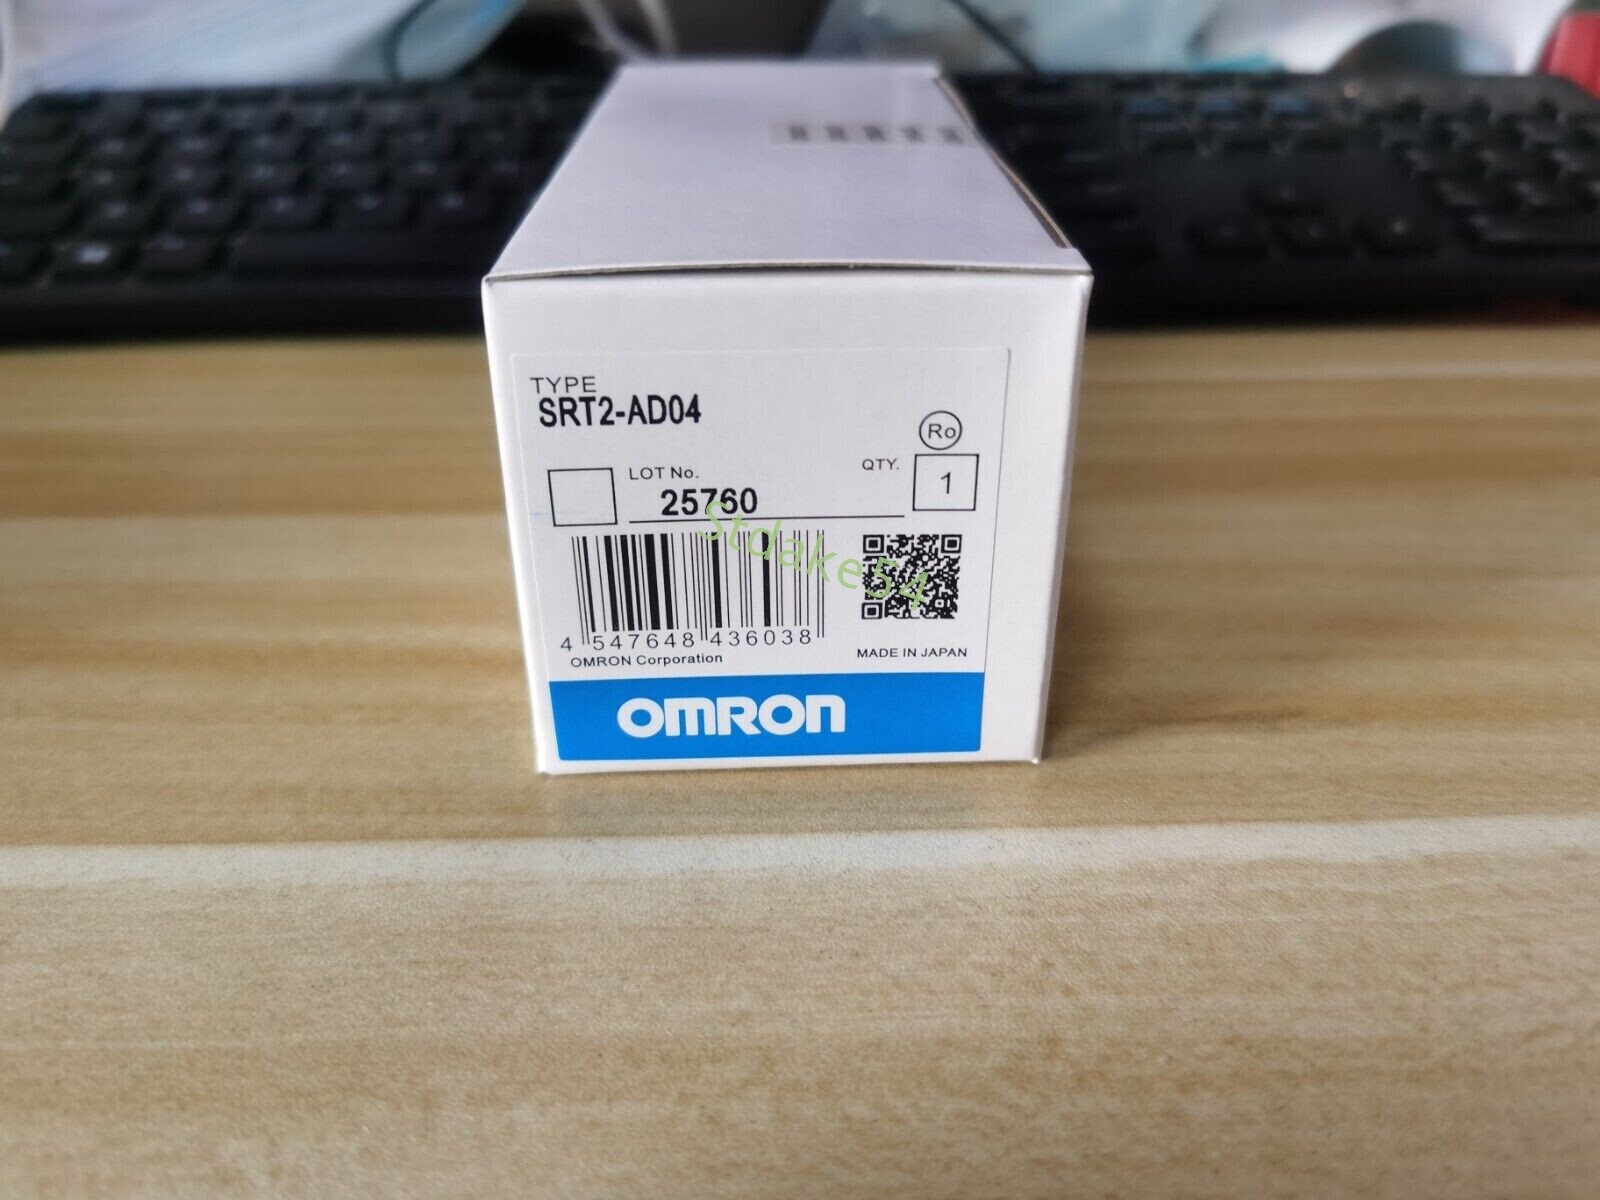 TYPE
SRT2-AD04
Ro
LOT No.
25760
QTY.
1
Stdake54
4 547648 436038
OMRON Corporation
MADE IN JAPAN
OMRON